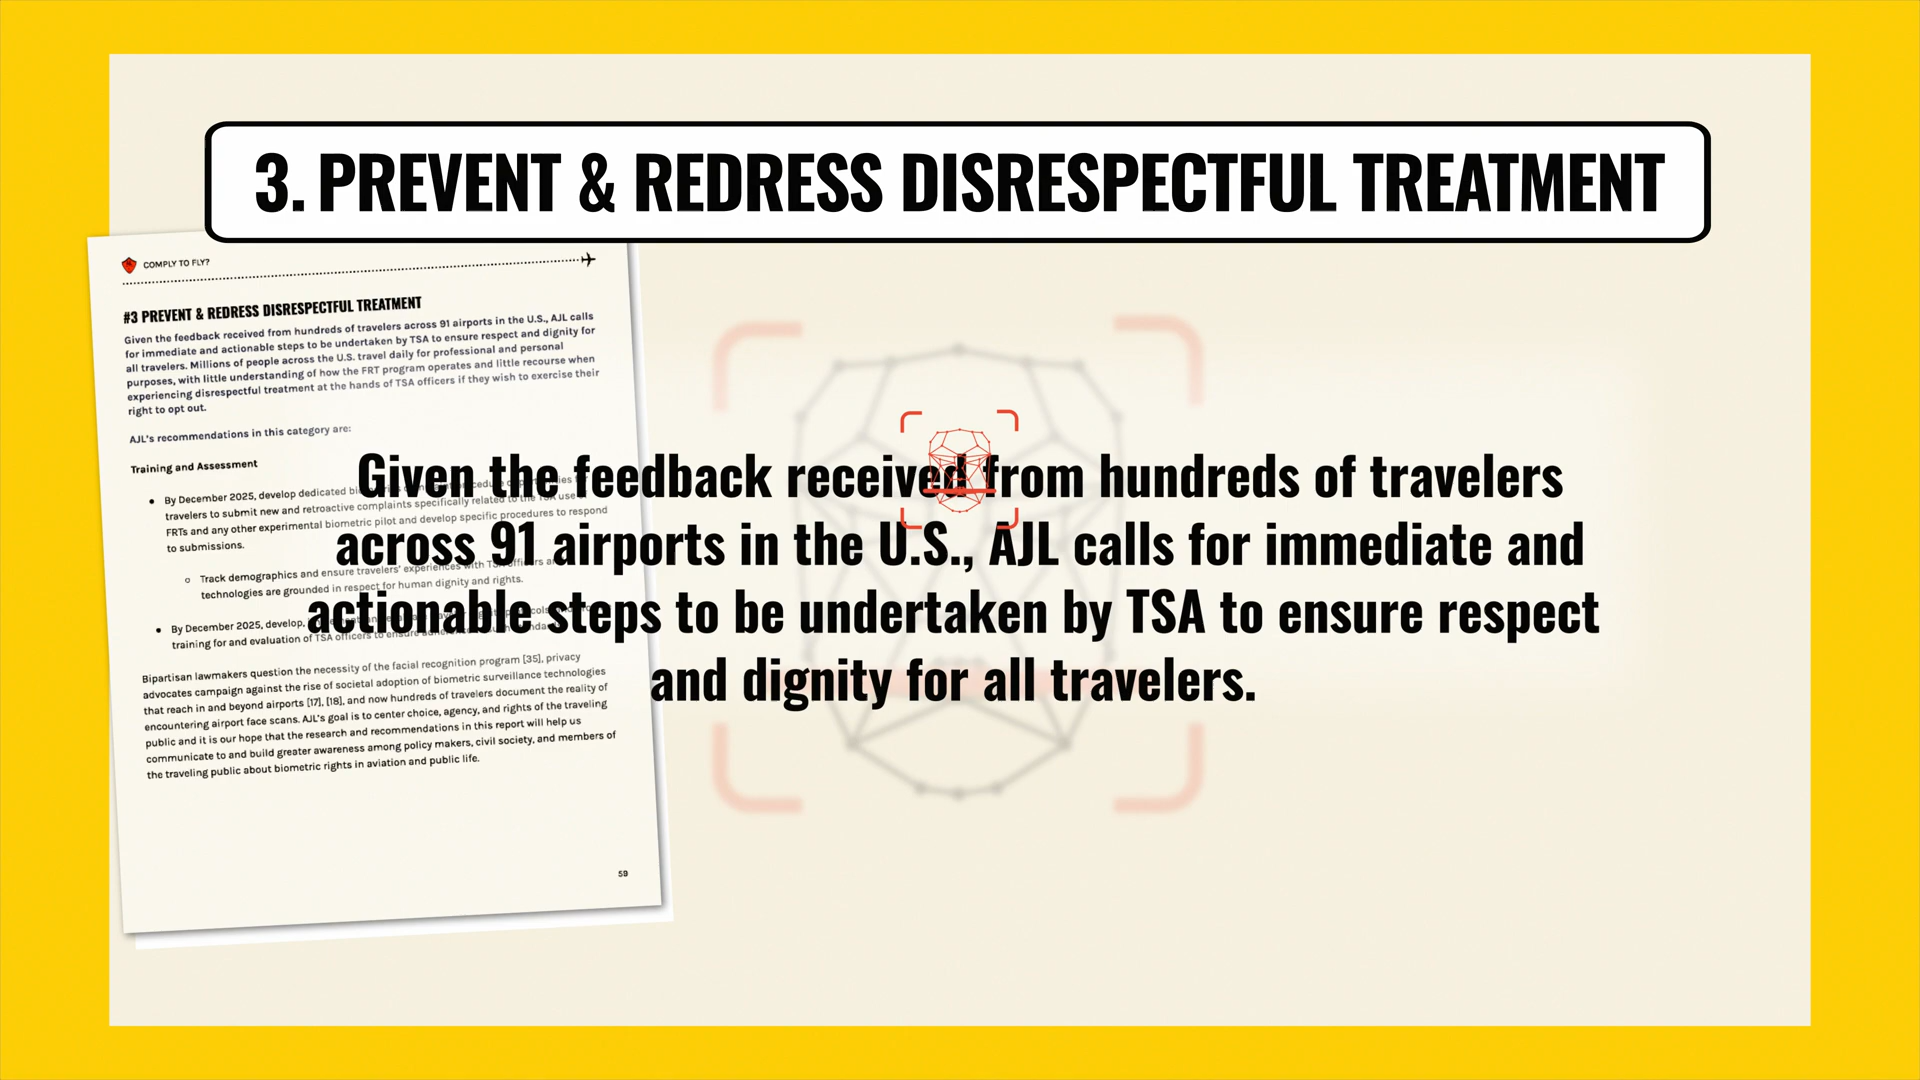 3. PREVENT & REDRESS DISRESPECTFUL TREATMENT
COMPLY TO FLY?
#3 PREVENT & REDRESS DISRESPECTFUL TREATMENT
Given the feedback received from hundreds of travelers across 91 airports in the U.S., AJL calls
for immediate and actionable steps to be undertaken by TSA to ensure respect and dignity for
all travelers. Millions of people across the U.S. travel daily for professional and personal
purposes, with little understanding of how the FRT program operates and little recourse when
experiencing disrespectful treatment at the hands of TSA officers if they wish to exercise their
right to opt out.
AJL's recommendations in this category are:
Training and Assessment
• By December 2025, develop dedicated
travelers to submit new and retroactive complaints specifically related to the TSA use
FRTs and any other experimental biometric pilot and develop specific procedures to respond
to submissions.
○ Track demographics and ensure travelers' experiences with TSA officers
technologies are grounded in respect for human dignity and rights.
• By December 2025, develop,
training for and evaluation of TSA officers to ensure
Bipartisan lawmakers question the necessity of the facial recognition program [35], privacy
advocates campaign against the rise of societal adoption of biometric surveillance technologies
that reach in and beyond airports [17], [18], and now hundreds of travelers document the reality of
encountering airport face scans. AJL's goal is to center choice, agency, and rights of the traveling
public and it is our hope that the research and recommendations in this report will help us
communicate to and build greater awareness among policy makers, civil society, and members of
the traveling public about biometric rights in aviation and public life.
59
Given the feedback received from hundreds of travelers
across 91 airports in the U.S., AJL calls for immediate and
actionable steps to be undertaken by TSA to ensure respect
and dignity for all travelers.